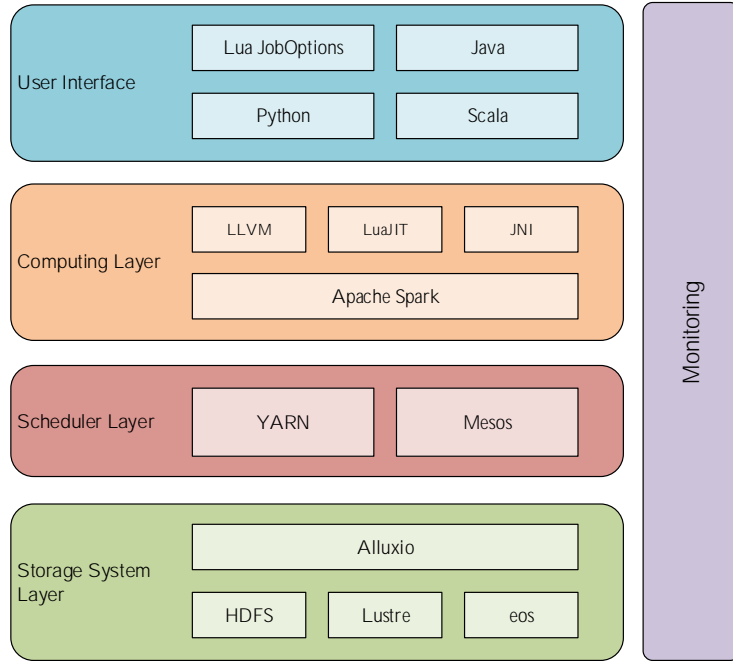 User Interface
Lua JobOptions
Java
Python
Scala
Computing Layer
LLVM
LuaJIT
JNI
Apache Spark
Scheduler Layer
YARN
Mesos
Storage System
Layer
Alluxio
HDFS
Lustre
eos
Monitoring